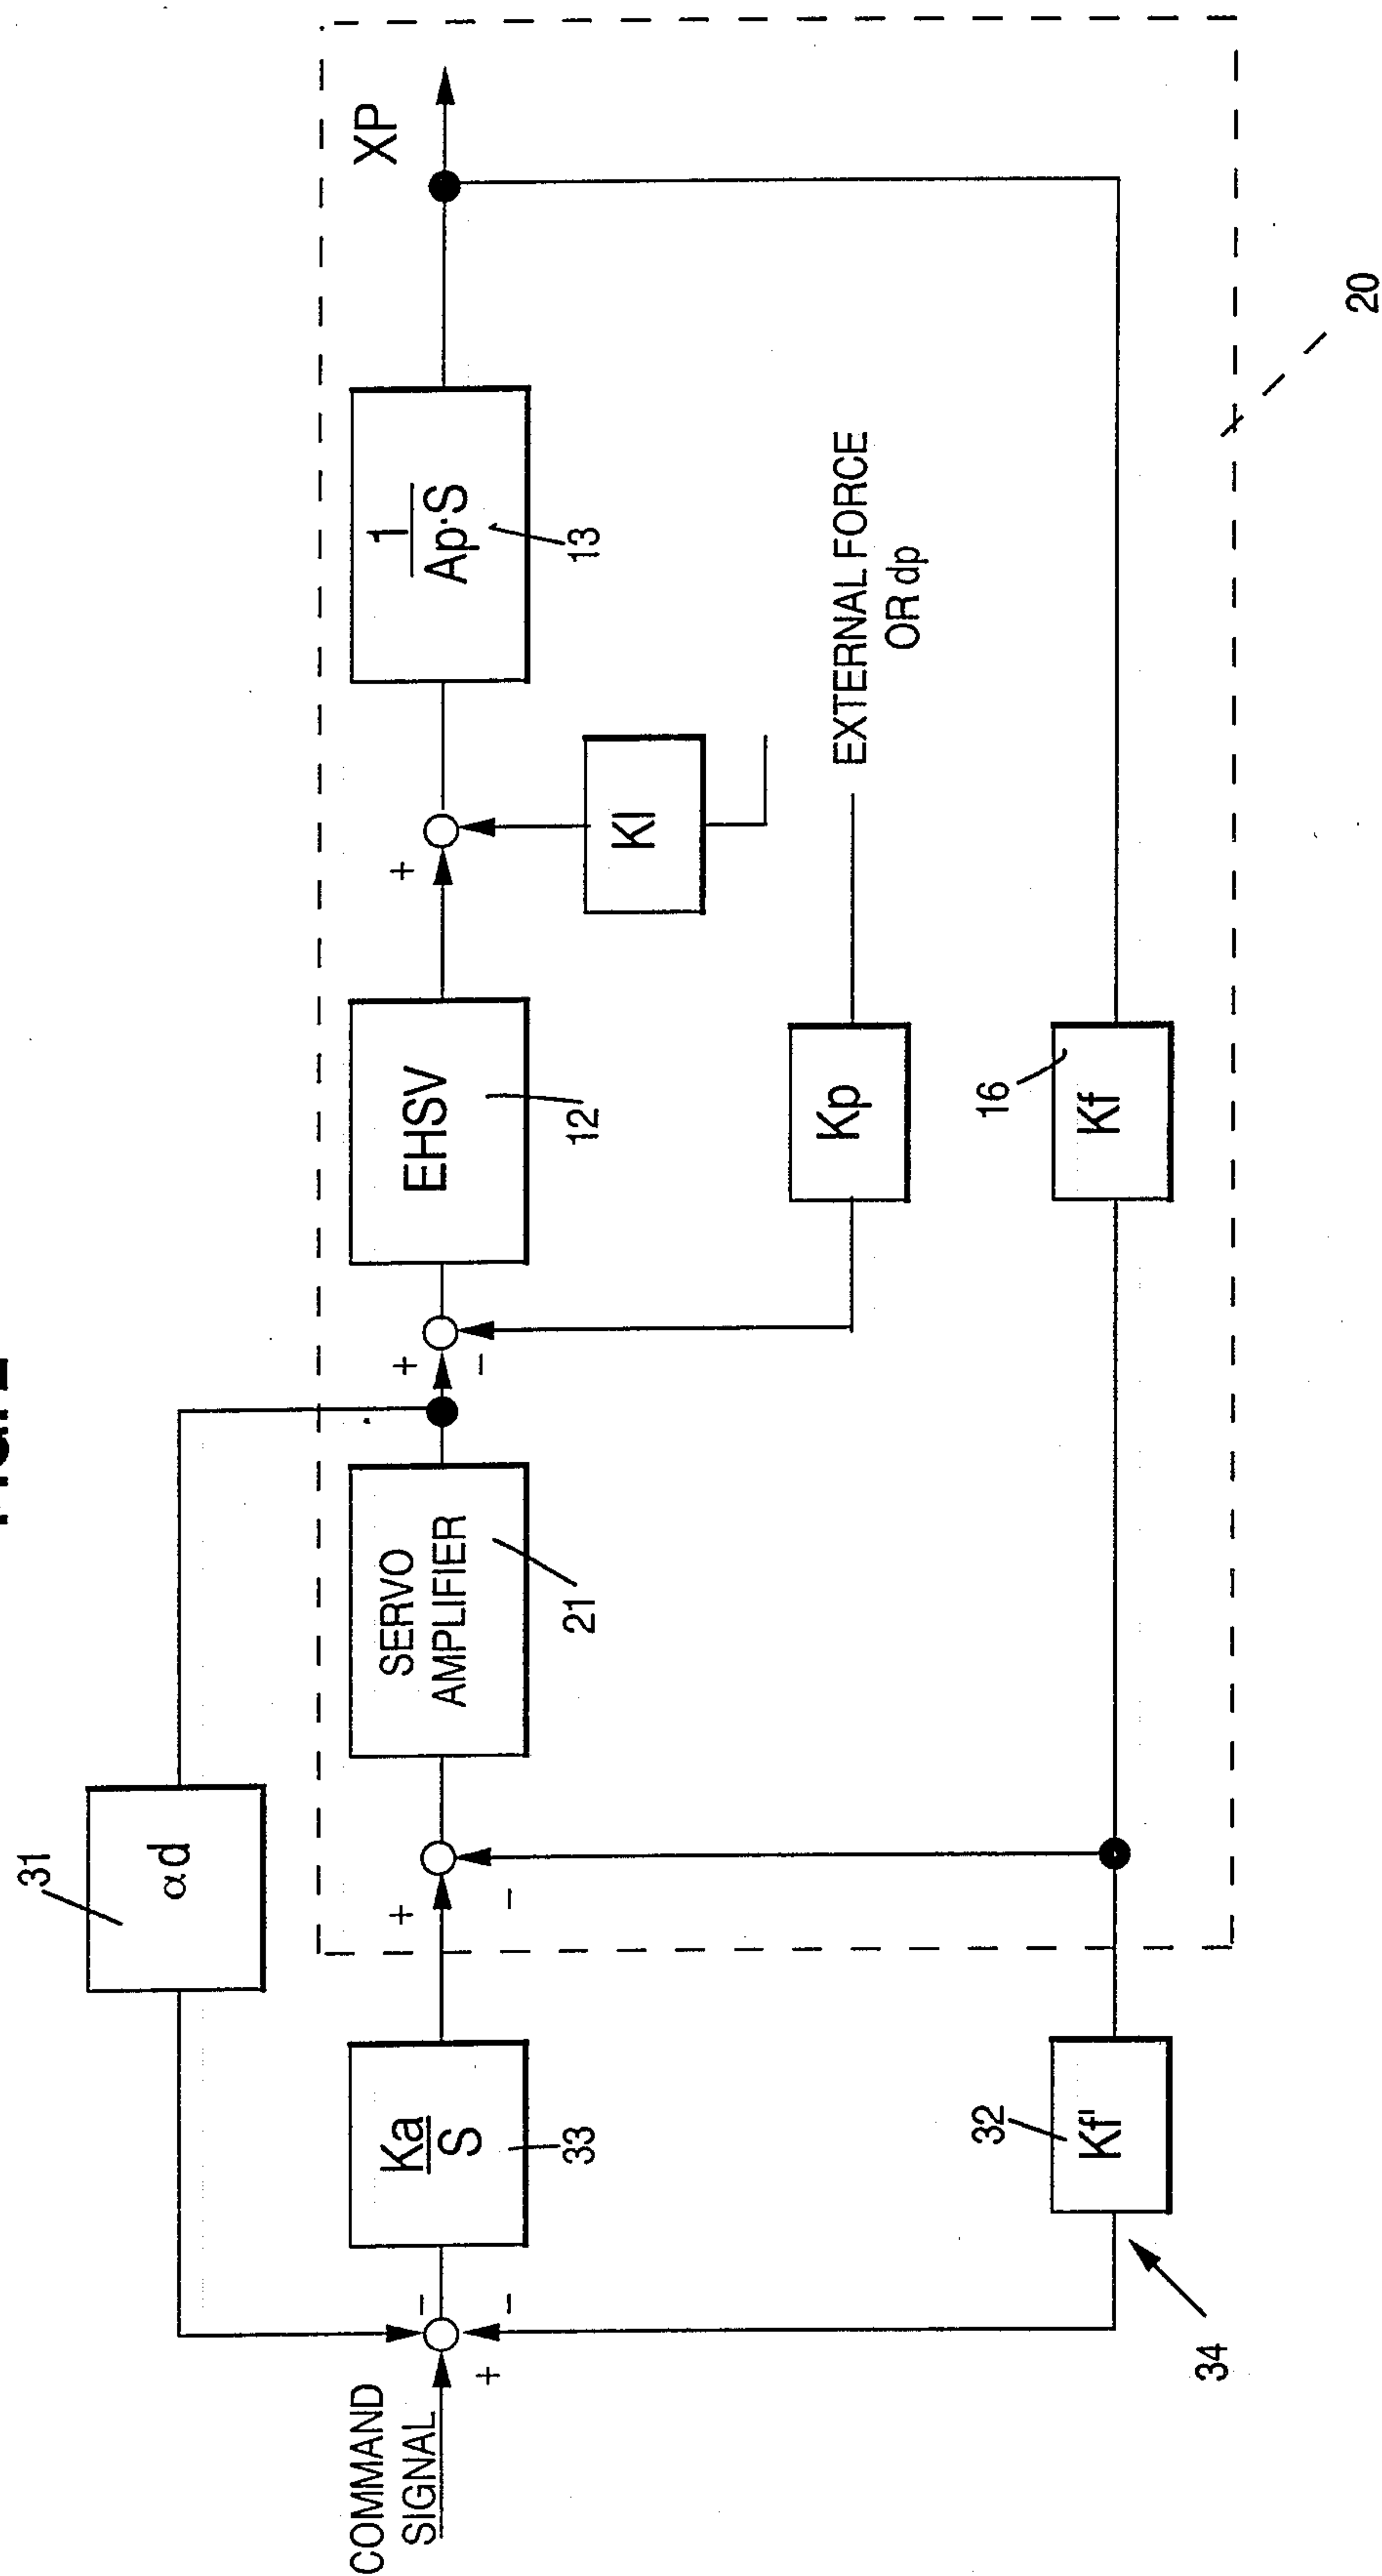 31
αd
COMMAND
SIGNAL
+
-
-
Ka
S
33
+
-
SERVO
AMPLIFIER
21
+
-
EHSV
12
+
Kl
1
Ap·S
13
XP
Kp
EXTERNAL FORCE
OR dp
16
Kf
32
Kf'
34
20